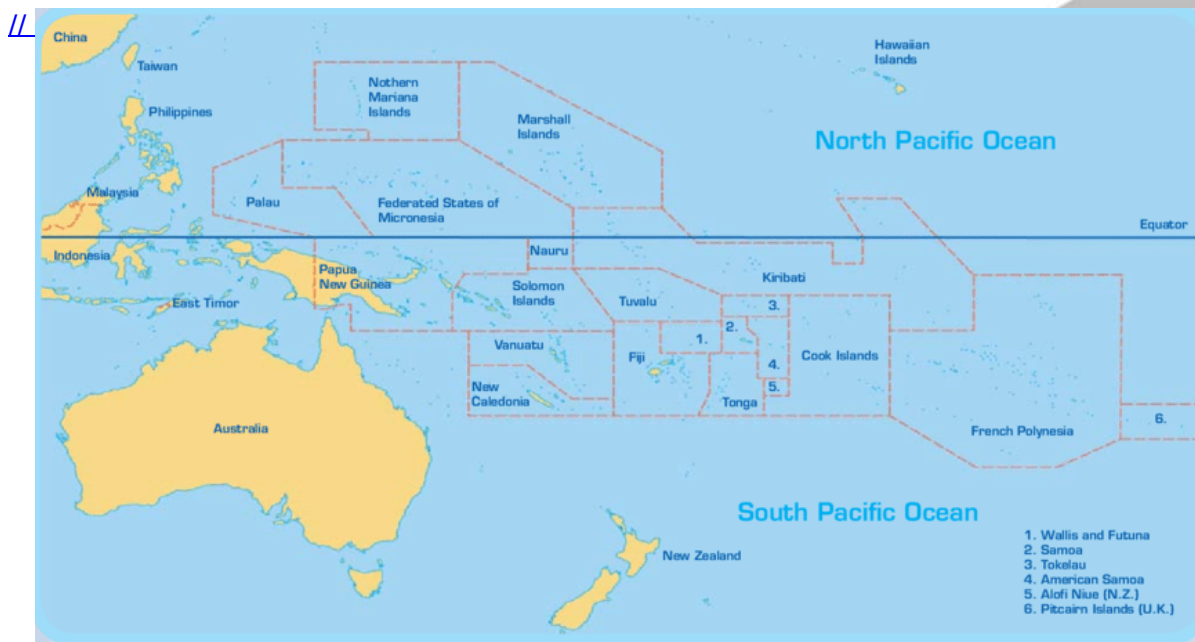 //
China
Taiwan
Philippines
Malaysia
Indonesia
East Timor
Palau
Nothern
Mariana
Islands
Marshall
Islands
Hawaiian
Islands
North Pacific Ocean
Federated States of
Micronesia
Equator
Nauru
Papua
New Guinea
Solomon
Islands
Kiribati
Tuvalu
3.
2.
1.
Vanuatu
Fiji
4.
Cook Islands
5.
New
Caledonia
Tonga
6.
French Polynesia
Australia
South Pacific Ocean
New Zealand
1. Wallis and Futuna
2. Samoa
3. Tokelau
4. American Samoa
5. Alofi Niue (N.Z.)
6. Pitcairn Islands (U.K.)